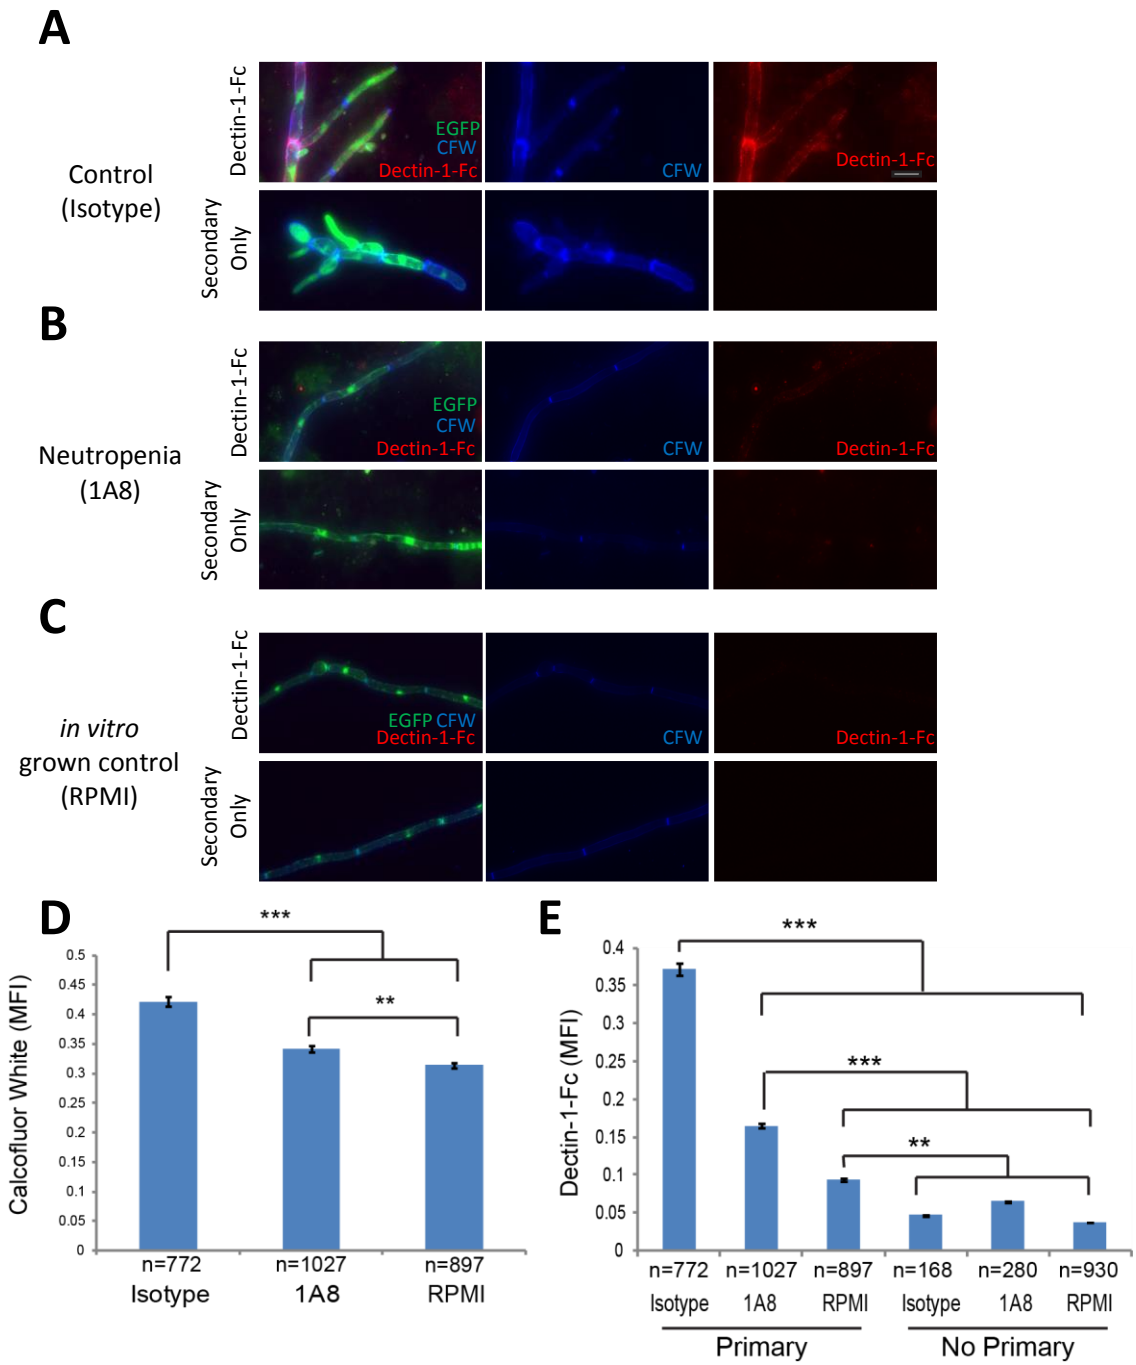 A
Control
(Isotype)
Dectin-1-Fc
EGFP
CFW
Dectin-1-Fc
CFW
Dectin-1-Fc
Secondary
Only
B
Neutropenia
(1A8)
Dectin-1-Fc
EGFP
CFW
Dectin-1-Fc
CFW
Dectin-1-Fc
Secondary
Only
C
in vitro
grown control
(RPMI)
Dectin-1-Fc
EGFP CFW
Dectin-1-Fc
CFW
Dectin-1-Fc
Secondary
Only
D
Calcofluor White (MFI)
0.5
0.45
0.4
0.35
0.3
0.25
0.2
0.15
0.1
0.05
0
***
**
n=772 n=1027 n=897
Isotype 1A8 RPMI
E
Dectin-1-Fc (MFI)
0.4
0.35
0.3
0.25
0.2
0.15
0.1
0.05
0
***
***
**
n=772 n=1027 n=897 n=168 n=280 n=930
Isotype 1A8 RPMI Isotype 1A8 RPMI
Primary No Primary